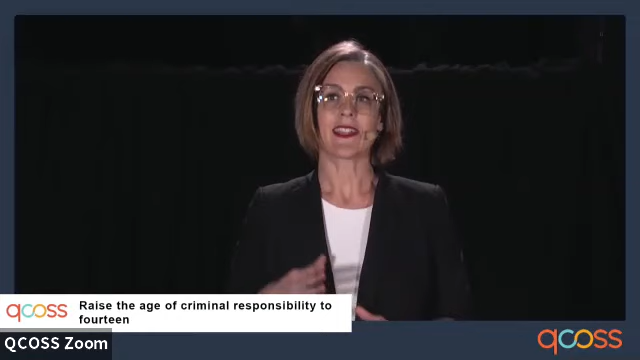 qcoss
Raise the age of criminal responsibility to
fourteen
QCOSS Zoom
qcoss